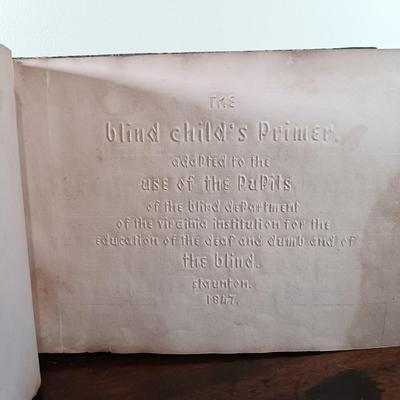 THE
blind child's Primer.
adapted to the
use of the Pupils
of the blind department
of the virginia institution for the
education of the deaf and dumb and of
the blind.
staunton.
1847.